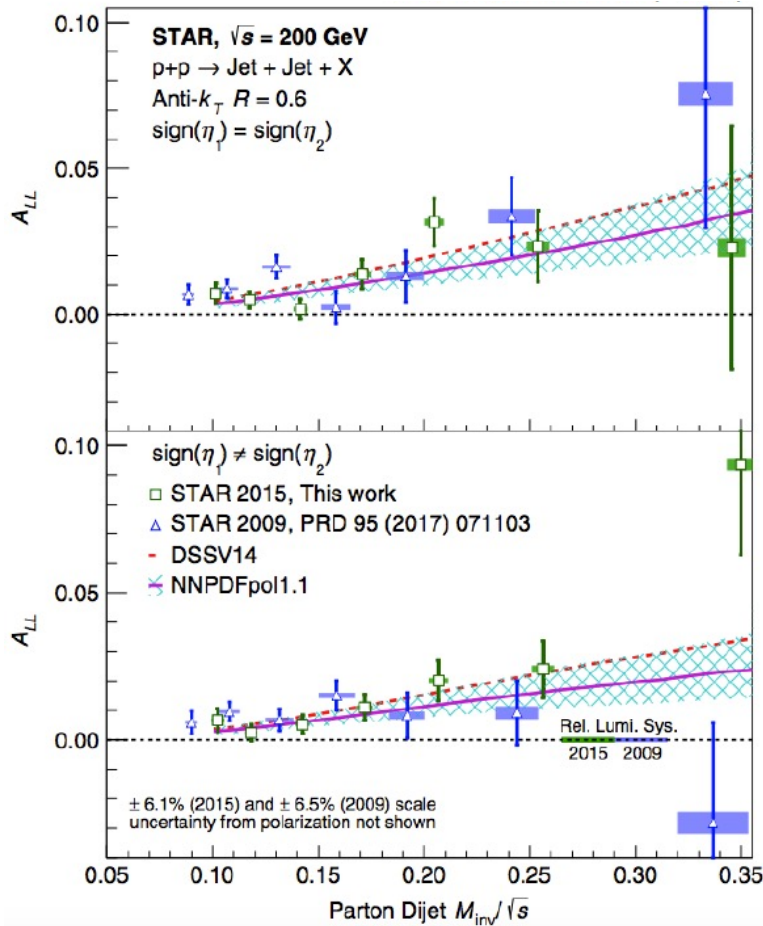 STAR, √s = 200 GeV
p+p → Jet + Jet + X
Anti-k_T R = 0.6
sign(η₁) = sign(η₂)
0.10
0.05
0.00
A_LL
sign(η₁) ≠ sign(η₂)
STAR 2015, This work
STAR 2009, PRD 95 (2017) 071103
DSSV14
NNPDFpol1.1
0.10
0.05
0.00
A_LL
Rel. Lumi. Sys.
2015 2009
± 6.1% (2015) and ± 6.5% (2009) scale
uncertainty from polarization not shown
0.05 0.10 0.15 0.20 0.25 0.30 0.35
Parton Dijet M_inv/√s